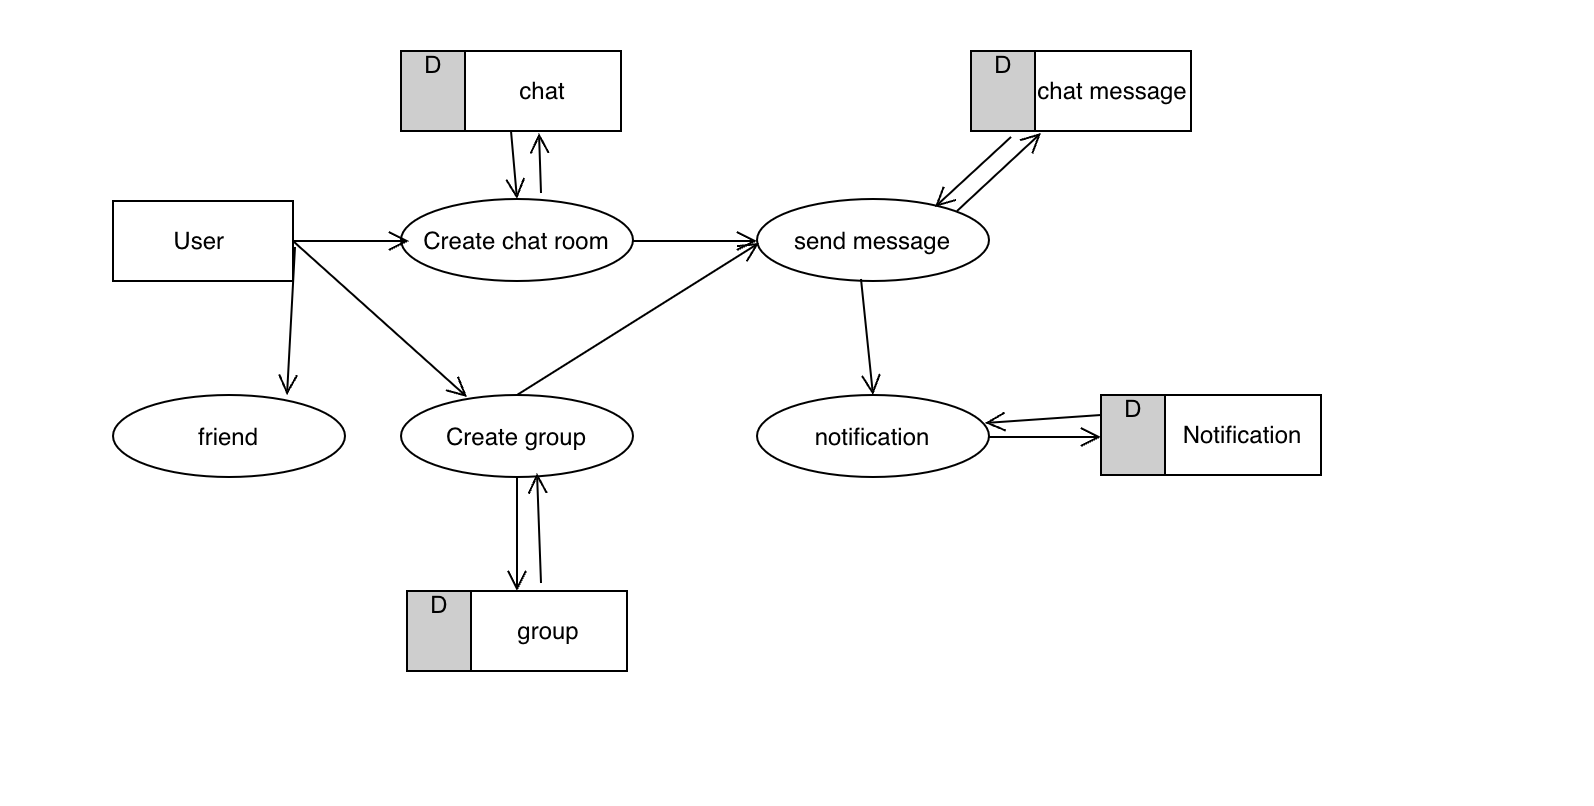 D
chat
D
chat message
User
Create chat room
send message
friend
Create group
notification
D
Notification
D
group